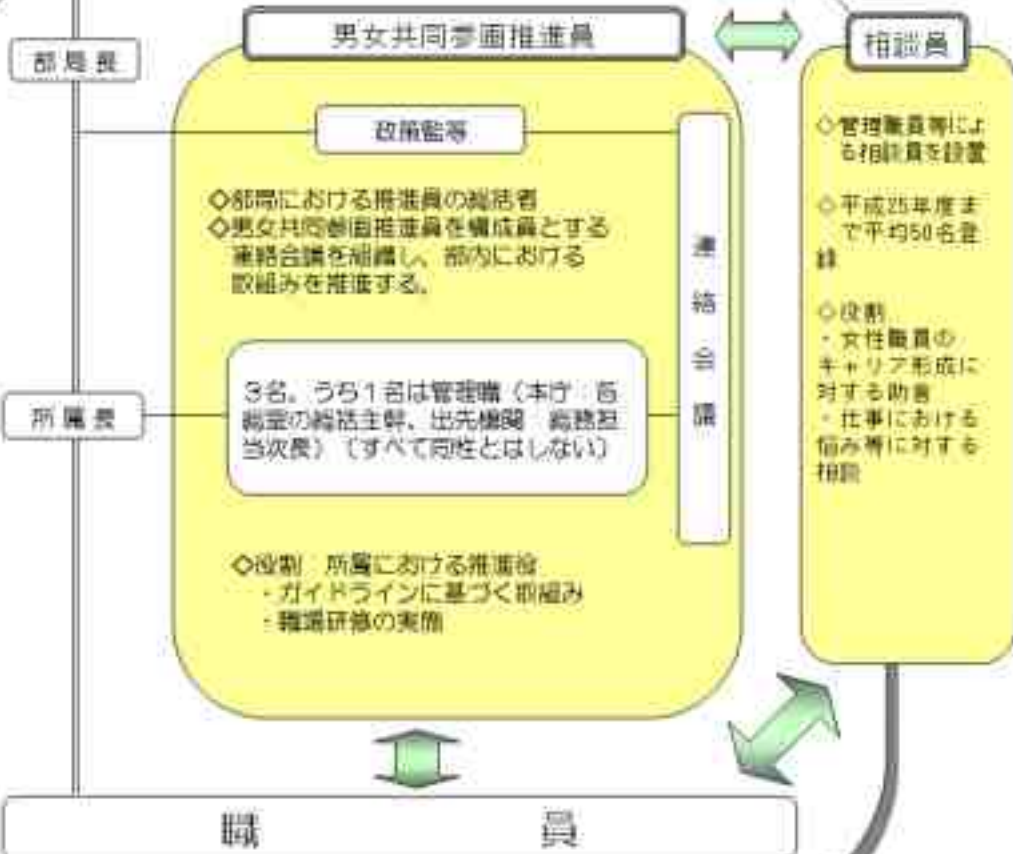 男女共同参画推進員
相談員
部局長
政策監等
◇部局における推進員の総括者
◇男女共同参画推進員を構成員とする
連絡会議を組織し、部内における
取組みを推進する。
連絡会議
所属長
3名。うち1名は管理職（本庁：各
総室の総括主幹、出先機関：総務担
当次長）（すべて同性とはしない）
◇役割：所属における推進役
・ガイドラインに基づく取組み
・職場研修の実施
◇管理職員等によ
る相談員を設置
◇平成25年度ま
で平均50名登
録
◇役割
・女性職員の
キャリア形成に
対する助言
・仕事における
悩み等に対する
相談
職員